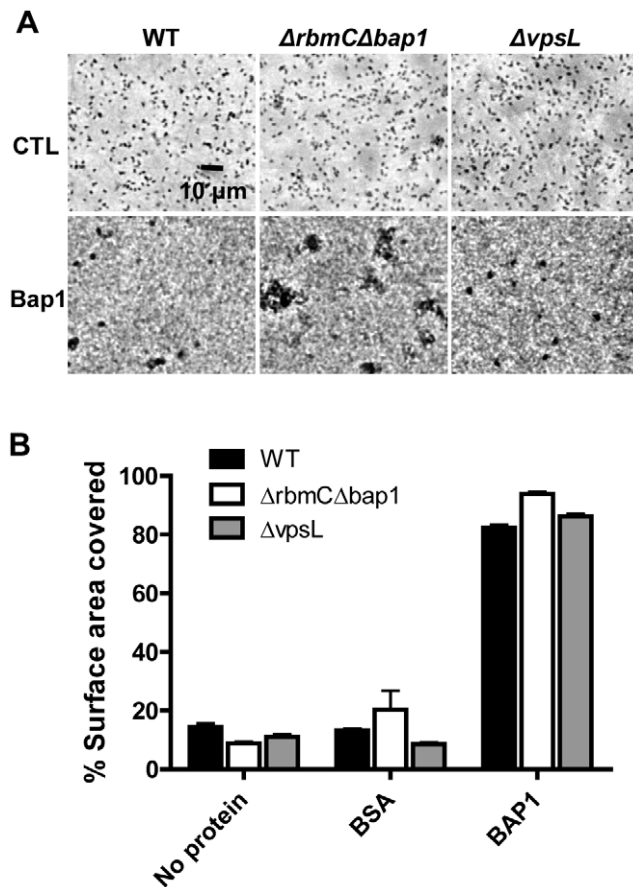 A
WT ΔrbmCΔbap1 ΔvpsL
CTL
10 μm
Bap1
B
WT
ΔrbmCΔbap1
ΔvpsL
% Surface area covered
100
80
60
40
20
0
No protein BSA BAP1